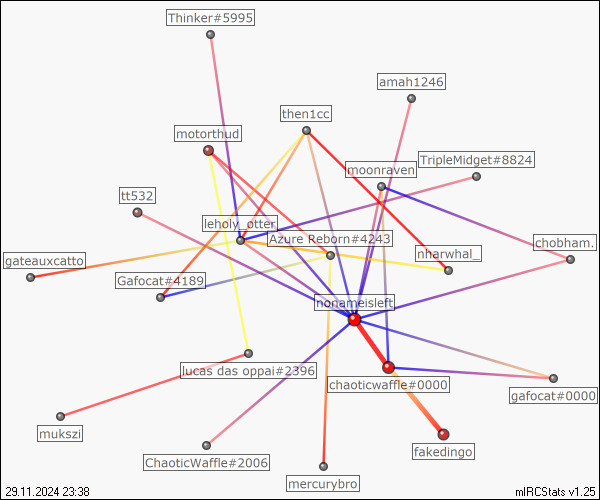 Thinker#5995
amah1246
then1cc
motorthud
TripleMidget#8824
moonraven
tt532
leholy_otter
Azure Reborn#4243
chobham.
nharwhal_
gateauxcatto
Gafocat#4189
nonameisleft
lucas das oppai#2396
chaoticwaffle#0000
gafocat#0000
mukszi
fakedingo
ChaoticWaffle#2006
mercurybro
29.11.2024 23:38
mIRCStats v1.25